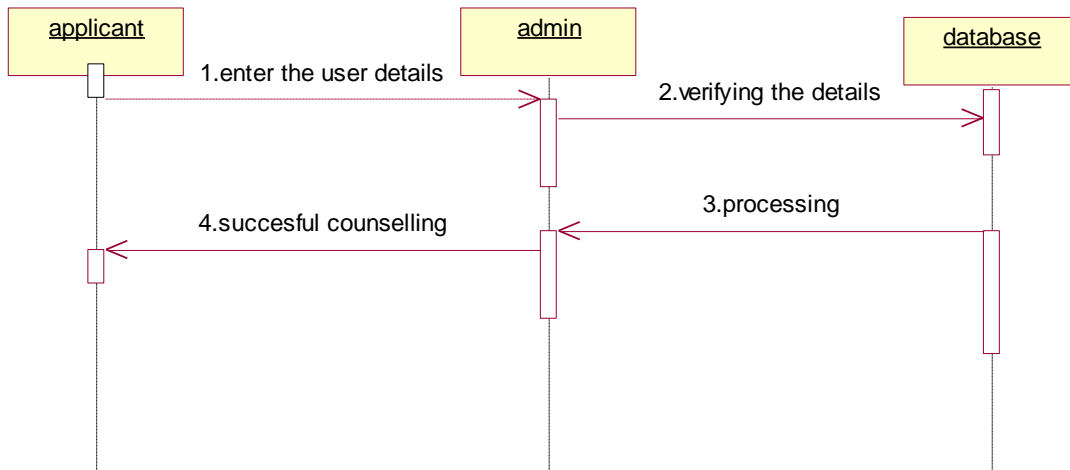 applicant
admin
database
1.enter the user details
2.verifying the details
3.processing
4.succesful counselling